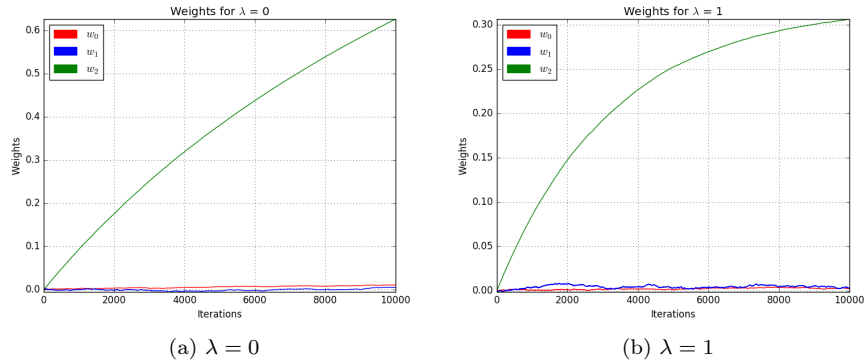 Weights for λ = 0
0.6
0.5
0.4
0.3
0.2
0.1
0.0
Weights
w₀
w₁
w₂
0
2000
4000
6000
8000
10000
Iterations
(a) λ = 0
Weights for λ = 1
0.30
0.25
0.20
0.15
0.10
0.05
0.00
Weights
w₀
w₁
w₂
0
2000
4000
6000
8000
10000
Iterations
(b) λ = 1